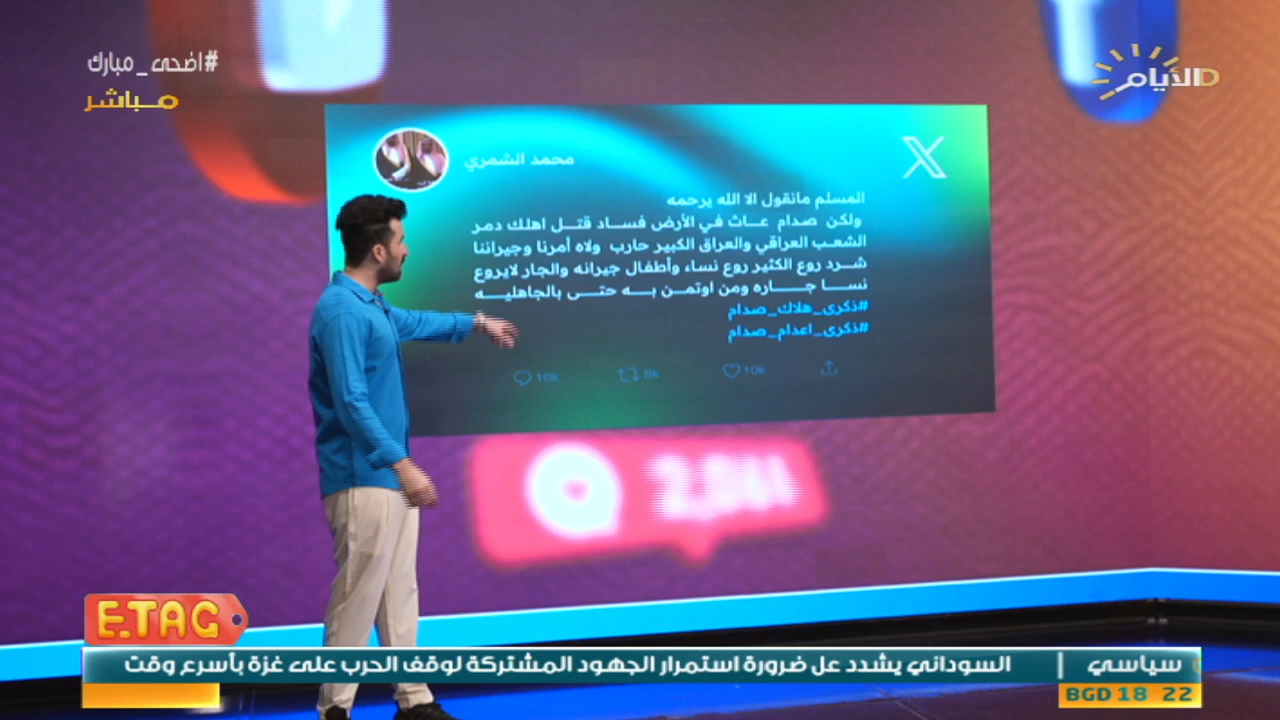 #اضحى_مبارك
مباشر
الأيام
محمد الشمري
X
المسلم مانقول الا الله يرحمه
ولكن صدام عاث في الأرض فساد قتل اهلك دمر
الشعب العراقي والعراق الكبير حارب ولاه أمرنا وجيراننا
شرد روع الكثير روع نساء وأطفال جيرانه والجار لايروع
نسا جاره ومن اوتمن به حتى بالجاهليه
#ذكرى_هلاك_صدام
#ذكرى_اعدام_صدام
10k 8k 10k
E.TAG
سياسي | السوداني يشدد عل ضرورة استمرار الجهود المشتركة لوقف الحرب على غزة بأسرع وقت
BGD 18 22